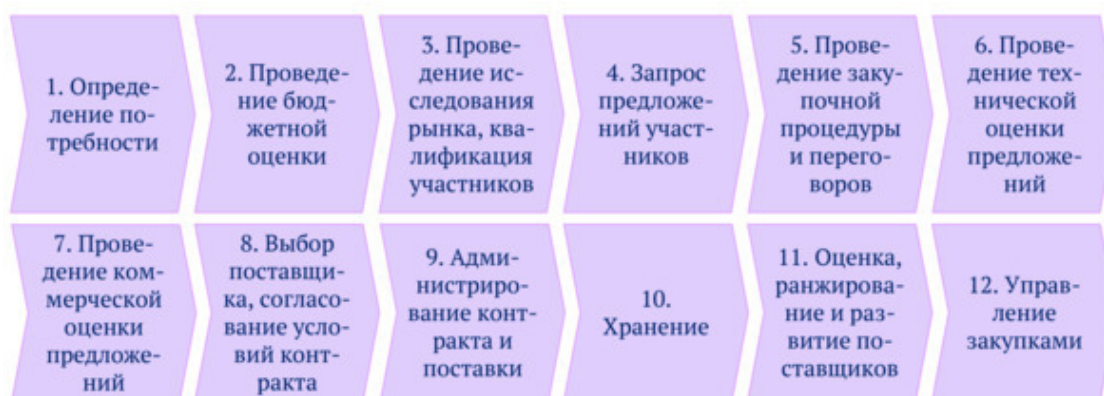 1. Опреде-
ление по-
требности
2. Проведе-
ние бюд-
жетной
оценки
3. Прове-
дение ис-
следования
рынка, ква-
лификация
участников
4. Запрос
предложе-
ний участ-
ников
5. Прове-
дение заку-
почной
процедуры
и перего-
воров
6. Прове-
дение тех-
нической
оценки
предложе-
ний
7. Прове-
дение ком-
мерческой
оценки
предложе-
ний
8. Выбор
поставщи-
ка, согласо-
вание усло-
вий конт-
ракта
9. Адми-
нистриро-
вание конт-
ракта и
поставки
10.
Хранение
11. Оценка,
ранжирова-
ние и раз-
витие по-
ставщиков
12. Управ-
ление
закупками